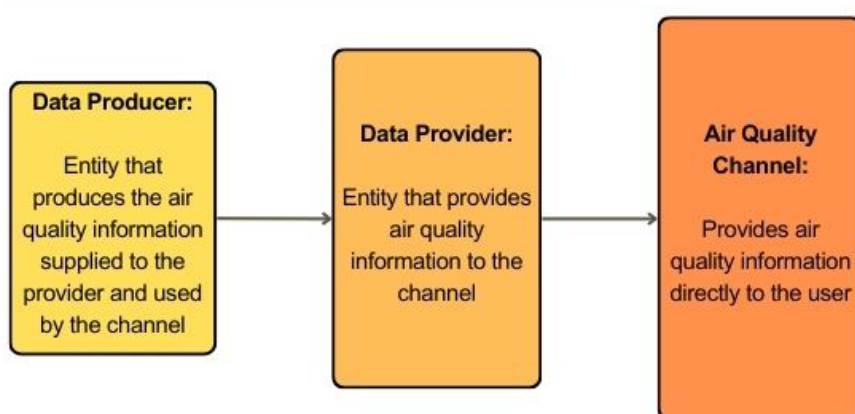 Data Producer:
Entity that
produces the air
quality information
supplied to the
provider and used
by the channel
Data Provider:
Entity that provides
air quality
information to the
channel
Air Quality
Channel:
Provides air
quality information
directly to the user